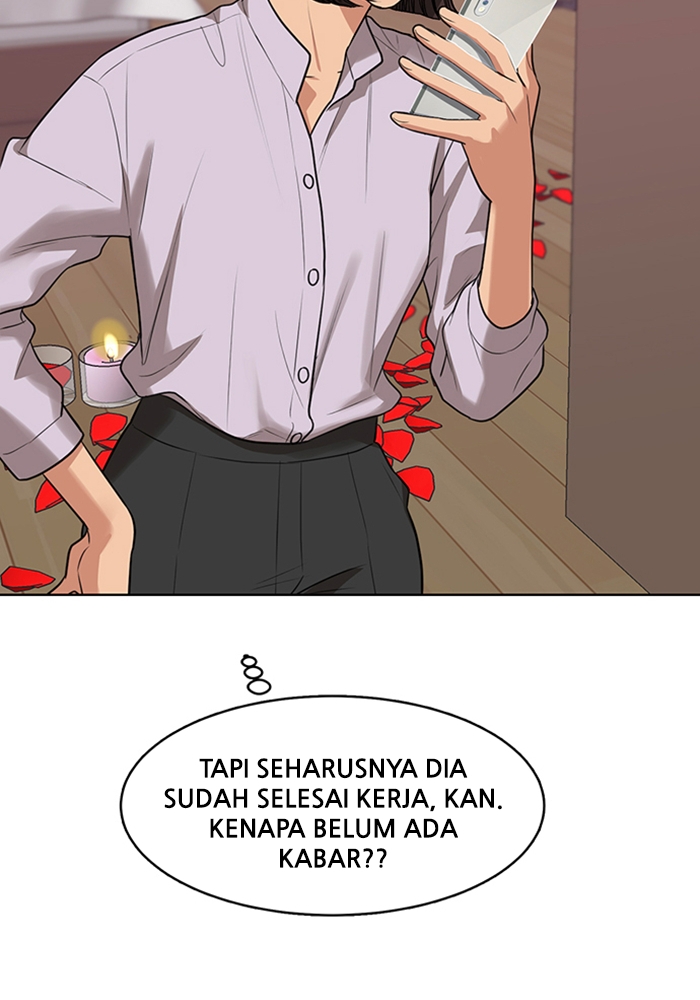 TAPI SEHARUSNYA DIA
SUDAH SELESAI KERJA, KAN.
KENAPA BELUM ADA
KABAR??